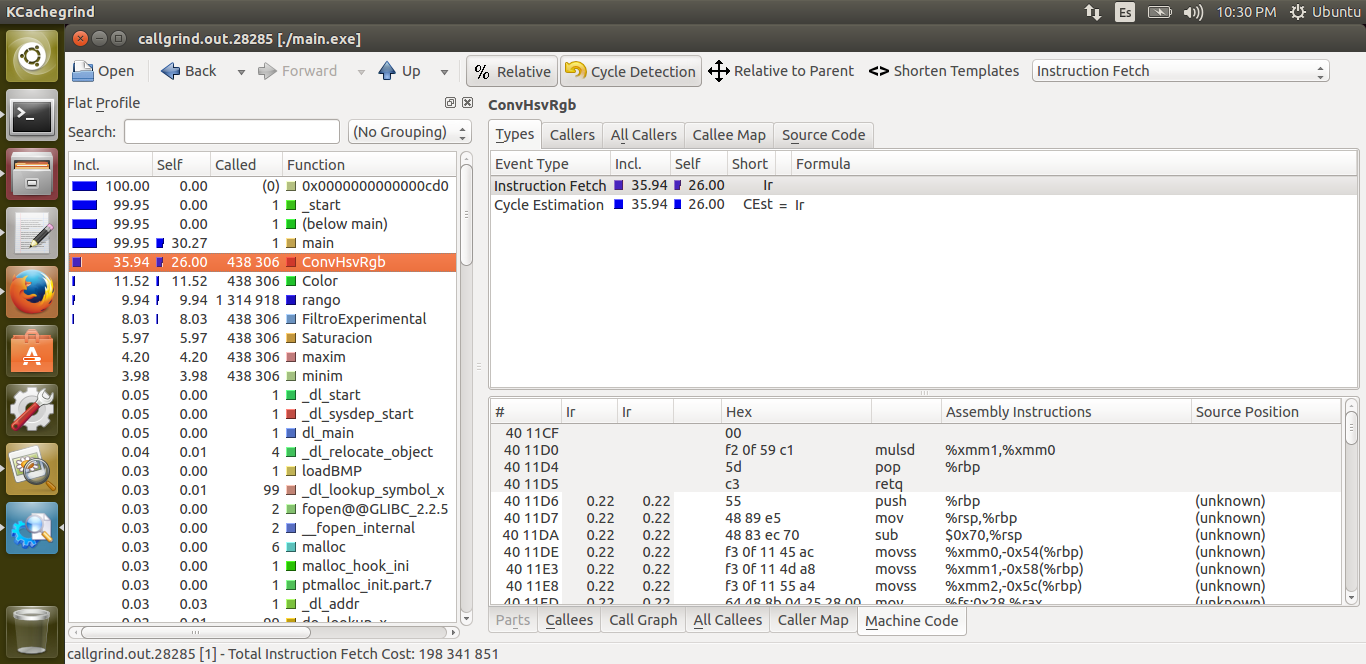 KCachegrind
Es
10:30 PM
Ubuntu
callgrind.out.28285 [./main.exe]
Open Back Forward Up % Relative Cycle Detection Relative to Parent <> Shorten Templates Instruction Fetch
Flat Profile
Search: (No Grouping)
Incl. Self Called Function
100.00 0.00 (0) 0x0000000000000cd0
99.95 0.00 1 _start
99.95 0.00 1 (below main)
99.95 30.27 1 main
35.94 26.00 438 306 ConvHsvRgb
11.52 11.52 438 306 Color
9.94 9.94 1 314 918 rango
8.03 8.03 438 306 FiltroExperimental
5.97 5.97 438 306 Saturacion
4.20 4.20 438 306 maxim
3.98 3.98 438 306 minim
0.05 0.00 1 _dl_start
0.05 0.00 1 _dl_sysdep_start
0.05 0.00 1 dl_main
0.04 0.01 4 _dl_relocate_object
0.03 0.00 1 loadBMP
0.03 0.01 99 _dl_lookup_symbol_x
0.03 0.00 2 fopen@@GLIBC_2.2.5
0.03 0.00 2 __fopen_internal
0.03 0.00 6 malloc
0.03 0.00 1 malloc_hook_ini
0.03 0.00 1 ptmalloc_init.part.7
0.03 0.03 1 _dl_addr
ConvHsvRgb
Types Callers All Callers Callee Map Source Code
Event Type Incl. Self Short Formula
Instruction Fetch 35.94 26.00 Ir
Cycle Estimation 35.94 26.00 CEst = Ir
# Ir Ir Hex Assembly Instructions Source Position
40 11CF 00
40 11D0 f2 0f 59 c1 mulsd %xmm1,%xmm0
40 11D4 5d pop %rbp
40 11D5 c3 retq
40 11D6 0.22 0.22 55 push %rbp (unknown)
40 11D7 0.22 0.22 48 89 e5 mov %rsp,%rbp (unknown)
40 11DA 0.22 0.22 48 83 ec 70 sub $0x70,%rsp (unknown)
40 11DE 0.22 0.22 f3 0f 11 45 ac movss %xmm0,-0x54(%rbp) (unknown)
40 11E3 0.22 0.22 f3 0f 11 4d a8 movss %xmm1,-0x58(%rbp) (unknown)
40 11E8 0.22 0.22 f3 0f 11 55 a4 movss %xmm2,-0x5c(%rbp) (unknown)
40 11ED 0.22 0.22 64 48 8b 04 25 28 00 mov %fs:0x28,%rax (unknown)
Parts Callees Call Graph All Callees Caller Map Machine Code
callgrind.out.28285 [1] - Total Instruction Fetch Cost: 198 341 851